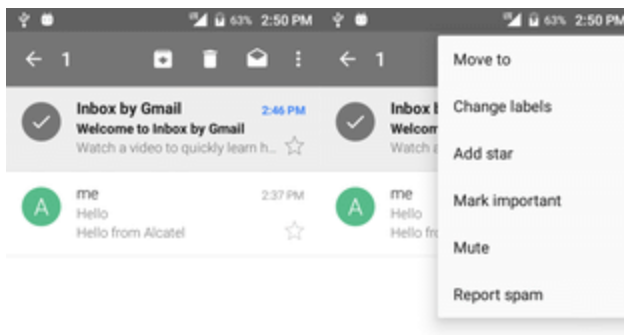 63% 2:50 PM
1
Inbox by Gmail 2:46 PM
Welcome to Inbox by Gmail
Watch a video to quickly learn h...
A me 2:37 PM
Hello
Hello from Alcatel
63% 2:50 PM
1
Inbox b
Welcom
Watch a
A me
Hello
Hello fro
Move to
Change labels
Add star
Mark important
Mute
Report spam